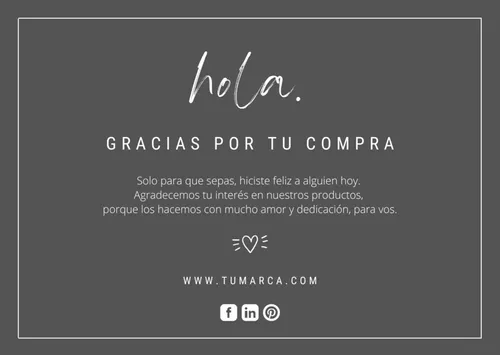 hola.
GRACIAS POR TU COMPRA
Solo para que sepas, hiciste feliz a alguien hoy.
Agradecemos tu interés en nuestros productos,
porque los hacemos con mucho amor y dedicación, para vos.
WWW.TUMARCA.COM